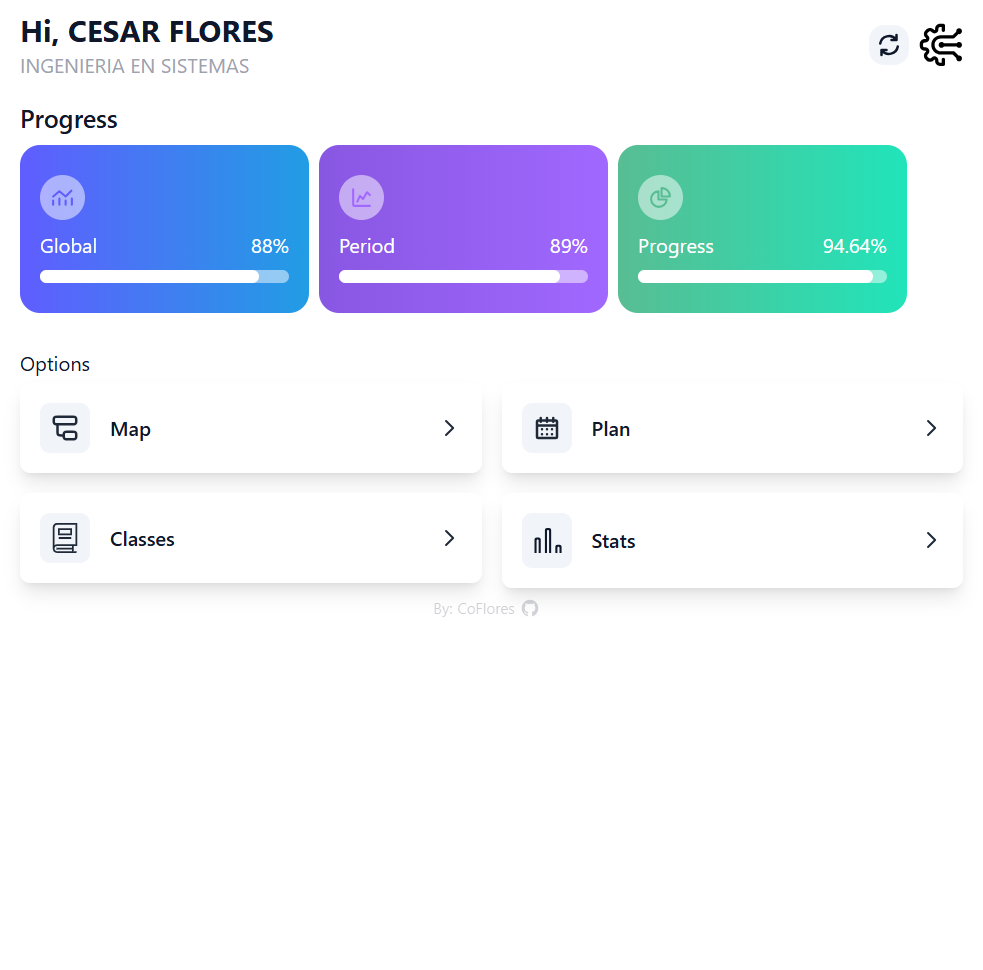 Hi, CESAR FLORES
INGENIERIA EN SISTEMAS
Progress
Global 88%
Period 89%
Progress 94.64%
Options
Map
Plan
Classes
Stats
By: CoFlores